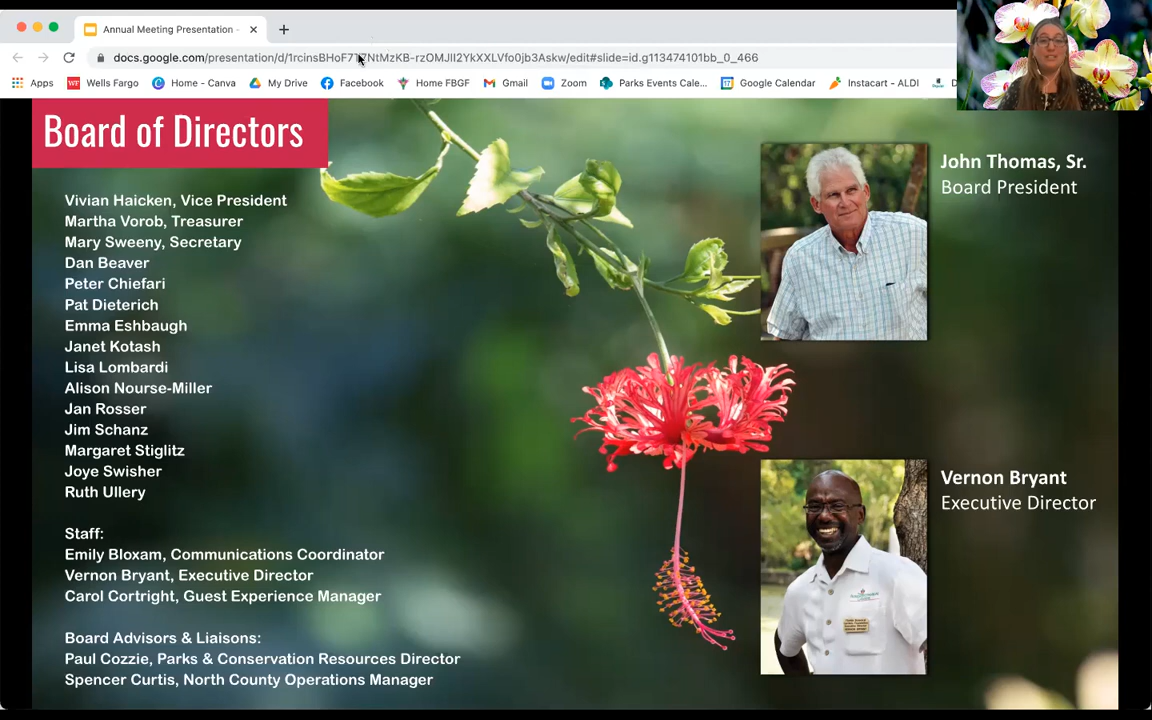 Annual Meeting Presentation -
docs.google.com/presentation/d/1rcinsBHoF7
NtMzKB-rzOMJlI2YkXXLVfo0jb3Askw/edit#slide=id.g113474101bb_0_466
Apps Wells Fargo Home - Canva My Drive Facebook Home FBGF Gmail Zoom Parks Events Cale... Google Calendar Instacart - ALDI
Board of Directors
Vivian Haicken, Vice President
Martha Vorob, Treasurer
Mary Sweeny, Secretary
Dan Beaver
Peter Chiefari
Pat Dieterich
Emma Eshbaugh
Janet Kotash
Lisa Lombardi
Alison Nourse-Miller
Jan Rosser
Jim Schanz
Margaret Stiglitz
Joye Swisher
Ruth Ullery
Staff:
Emily Bloxam, Communications Coordinator
Vernon Bryant, Executive Director
Carol Cortright, Guest Experience Manager
Board Advisors & Liaisons:
Paul Cozzie, Parks & Conservation Resources Director
Spencer Curtis, North County Operations Manager
John Thomas, Sr.
Board President
Vernon Bryant
Executive Director